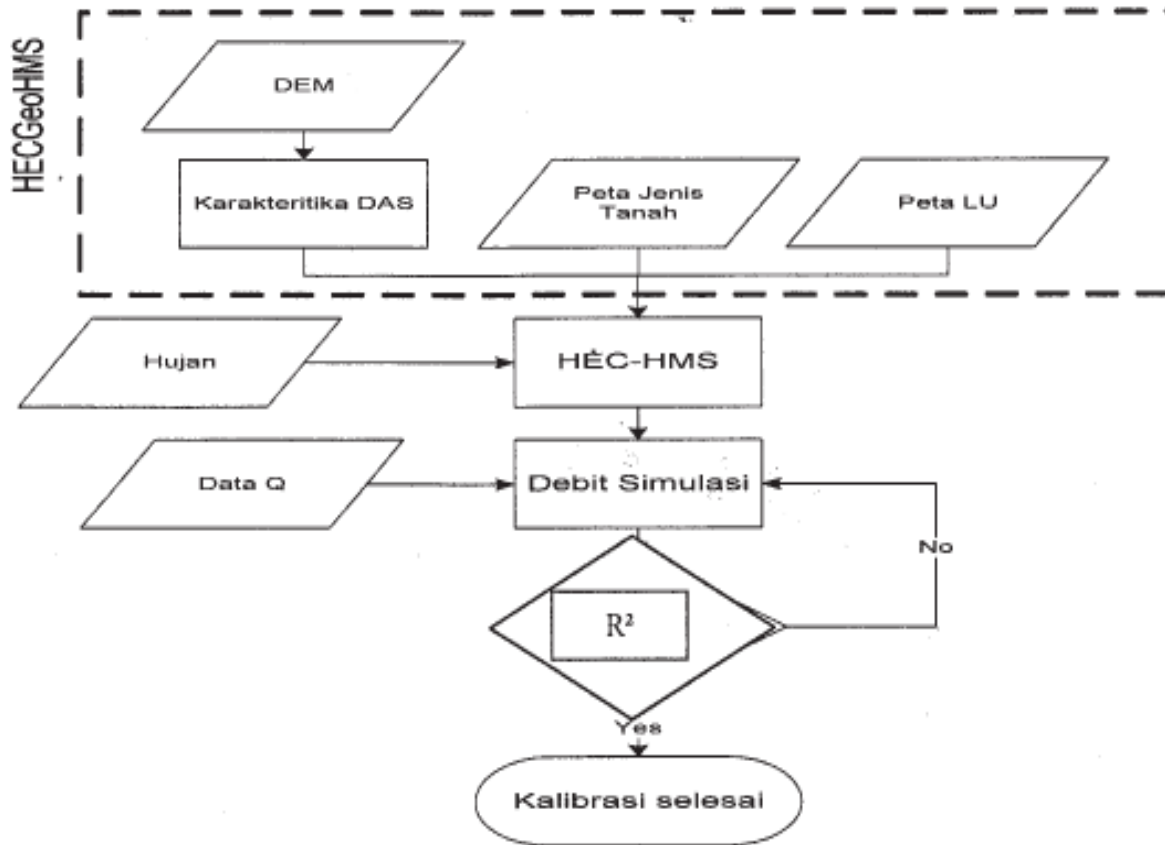 HECGeoHMS
DEM
Karakteritika DAS
Peta Jenis
Tanah
Peta LU
Hujan
HÉC-HMS
Data Q
Debit Simulasi
No
R²
Yes
Kalibrasi selesai